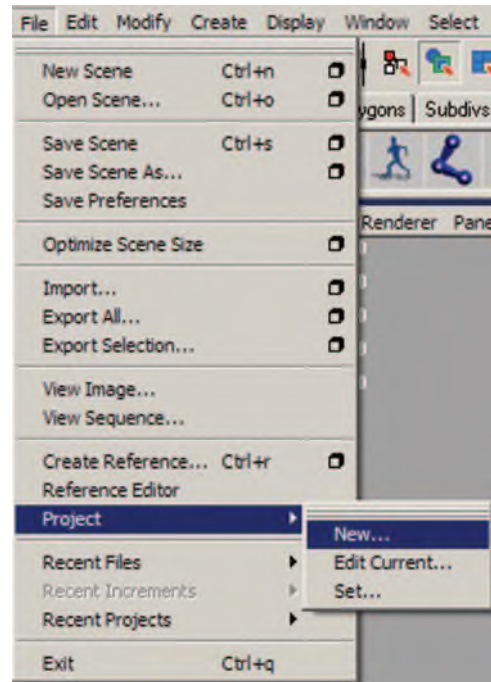 File Edit Modify Create Display Window Select
New Scene Ctrl+n
Open Scene... Ctrl+o
ygons Subdivs
Save Scene Ctrl+s
Save Scene As...
Save Preferences
Renderer Pane
Optimize Scene Size
Import...
Export All...
Export Selection...
View Image...
View Sequence...
Create Reference... Ctrl+r
Reference Editor
Project
New...
Recent Files
Edit Current...
Recent Increments
Set...
Recent Projects
Exit Ctrl+q